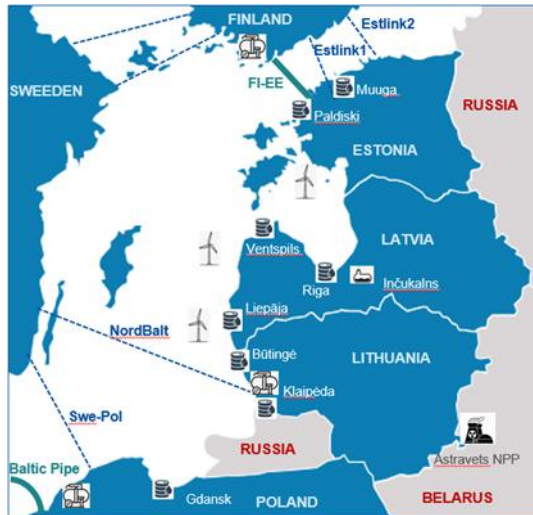 FINLAND
Estlink2
Estlink1
SWEEDEN
FI-EE
Muuga
RUSSIA
Paldiski
ESTONIA
Ventspils
LATVIA
Riga
Inčukalns
Liepāja
NordBalt
Būtingė
LITHUANIA
Klaipėda
Swe-Pol
RUSSIA
Astravets NPP
Baltic Pipe
Gdansk
POLAND
BELARUS